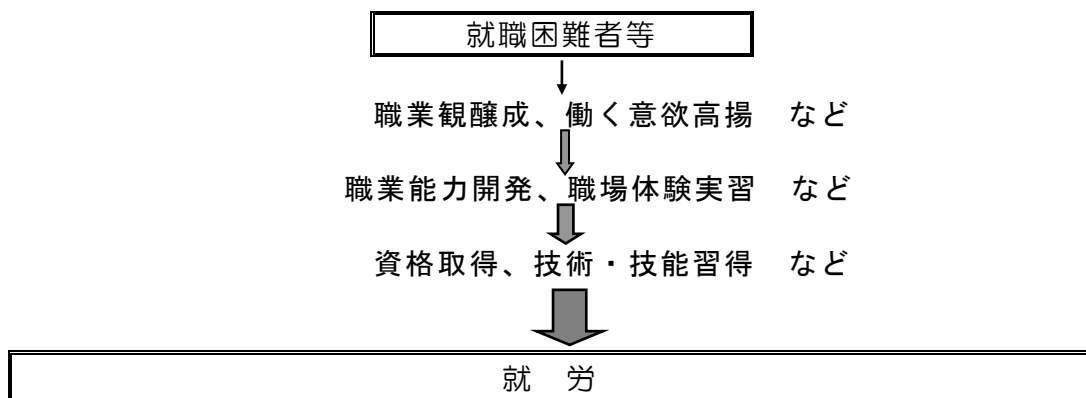 就職困難者等
職業観醸成、働く意欲高揚　など
職業能力開発、職場体験実習　など
資格取得、技術・技能習得　など
就　労